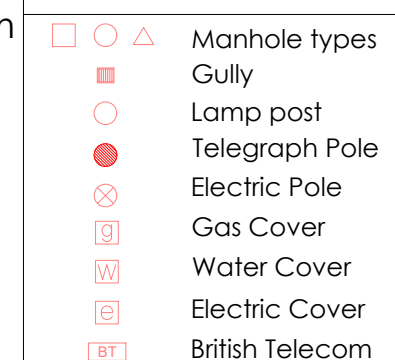 n
Manhole types
Gully
Lamp post
Telegraph Pole
Electric Pole
g Gas Cover
W Water Cover
e Electric Cover
BT British Telecom